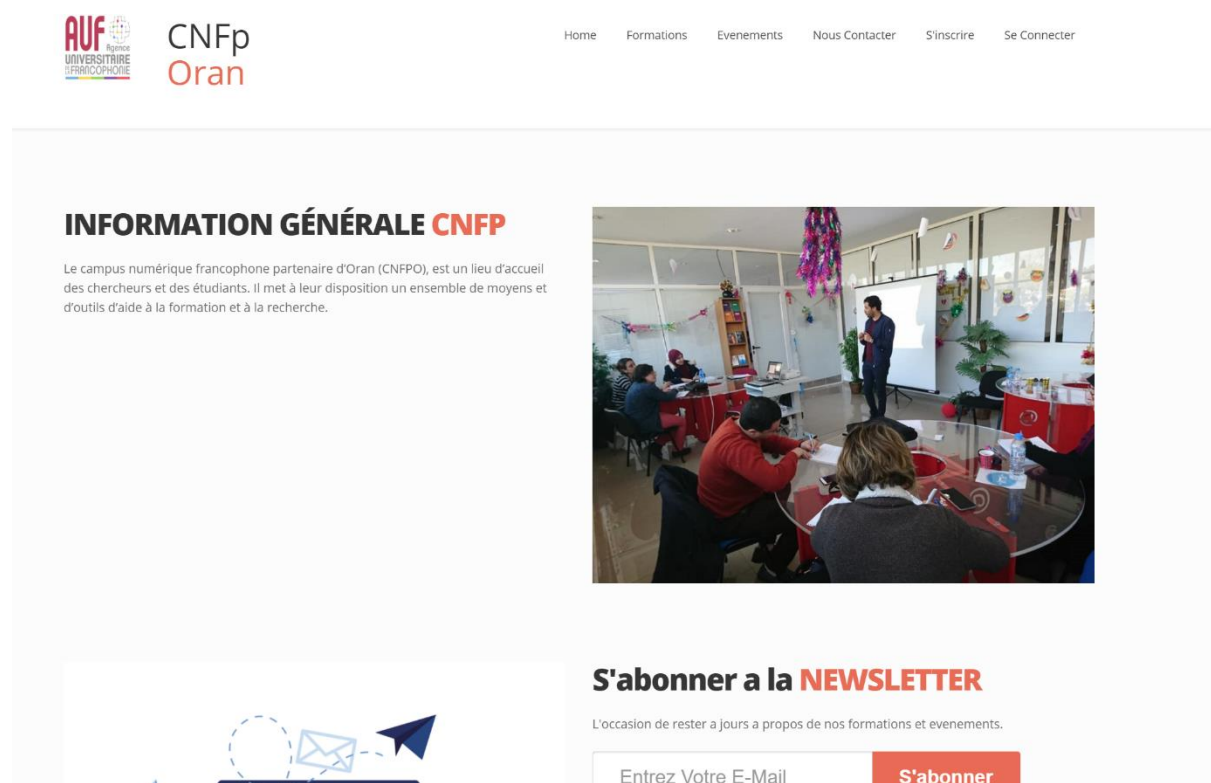 AUF
Agence
UNIVERSITAIRE
DE LA FRANCOPHONIE
CNFp
Oran
Home Formations Evenements Nous Contacter S'inscrire Se Connecter
INFORMATION GÉNÉRALE CNFP
Le campus numérique francophone partenaire d'Oran (CNFPO), est un lieu d'accueil
des chercheurs et des étudiants. Il met à leur disposition un ensemble de moyens et
d'outils d'aide à la formation et à la recherche.
S'abonner a la NEWSLETTER
L'occasion de rester a jours a propos de nos formations et evenements.
Entrez Votre E-Mail S'abonner